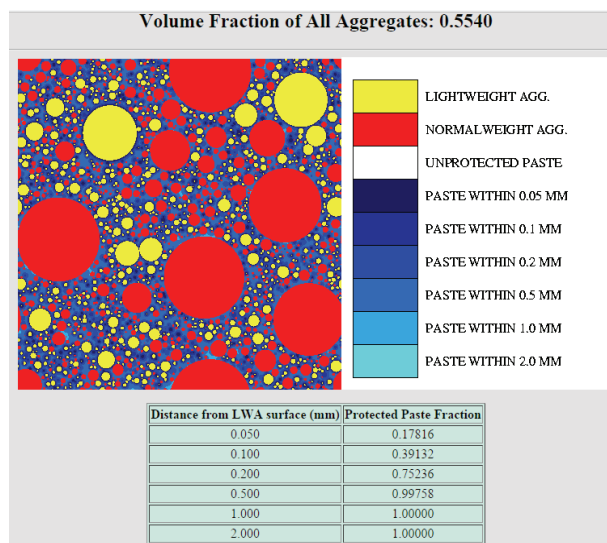 Volume Fraction of All Aggregates: 0.5540
LIGHTWEIGHT AGG.
NORMALWEIGHT AGG.
UNPROTECTED PASTE
PASTE WITHIN 0.05 MM
PASTE WITHIN 0.1 MM
PASTE WITHIN 0.2 MM
PASTE WITHIN 0.5 MM
PASTE WITHIN 1.0 MM
PASTE WITHIN 2.0 MM
Distance from LWA surface (mm) Protected Paste Fraction
0.050 0.17816
0.100 0.39132
0.200 0.75236
0.500 0.99758
1.000 1.00000
2.000 1.00000